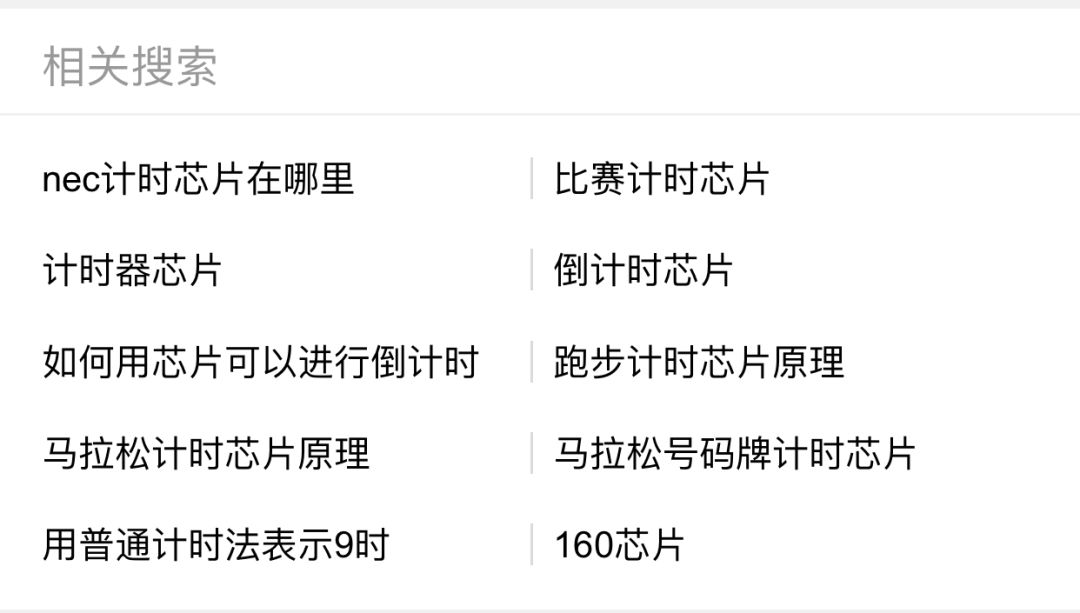 相关搜索
nec计时芯片在哪里
比赛计时芯片
计时器芯片
倒计时芯片
如何用芯片可以进行倒计时
跑步计时芯片原理
马拉松计时芯片原理
马拉松号码牌计时芯片
用普通计时法表示9时
160芯片